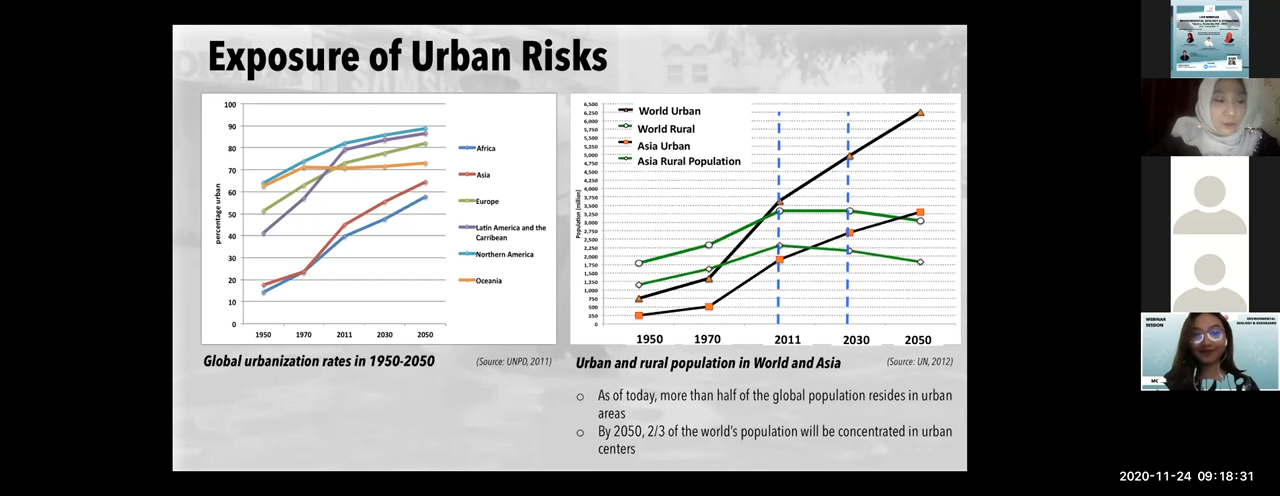 Exposure of Urban Risks
100
90
80
70
60
50
40
30
20
10
0
percentage urban
1950 1970 2011 2030 2050
Africa
Asia
Europe
Latin America and the
Carribean
Northern America
Oceania
Global urbanization rates in 1950-2050
(Source: UNPD, 2011)
6,500
6,250
6,000
5,750
5,500
5,250
5,000
4,750
4,500
4,250
4,000
3,750
3,500
3,250
3,000
2,750
2,500
2,250
2,000
1,750
1,500
1,250
1,000
750
500
250
0
Population (million)
World Urban
World Rural
Asia Urban
Asia Rural Population
1950 1970 2011 2030 2050
Urban and rural population in World and Asia
(Source: UN, 2012)
o As of today, more than half of the global population resides in urban
areas
o By 2050, 2/3 of the world's population will be concentrated in urban
centers
WEBINAR
SESSION
ENVIRONMENTAL
GEOLOGY & GEOHAZARD
MC
2020-11-24 09:18:31